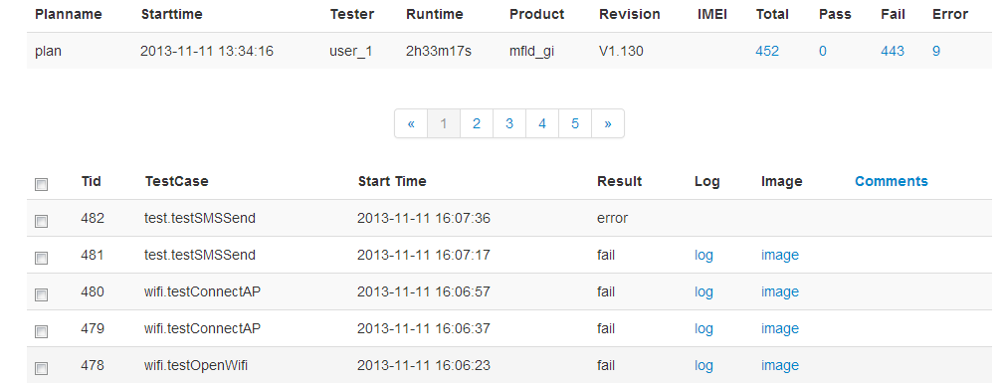 Planname Starttime Tester Runtime Product Revision IMEI Total Pass Fail Error
plan 2013-11-11 13:34:16 user_1 2h33m17s mfld_gi V1.130 452 0 443 9
« 1 2 3 4 5 »
Tid TestCase Start Time Result Log Image Comments
482 test.testSMSSend 2013-11-11 16:07:36 error
481 test.testSMSSend 2013-11-11 16:07:17 fail log image
480 wifi.testConnectAP 2013-11-11 16:06:57 fail log image
479 wifi.testConnectAP 2013-11-11 16:06:37 fail log image
478 wifi.testOpenWifi 2013-11-11 16:06:23 fail log image